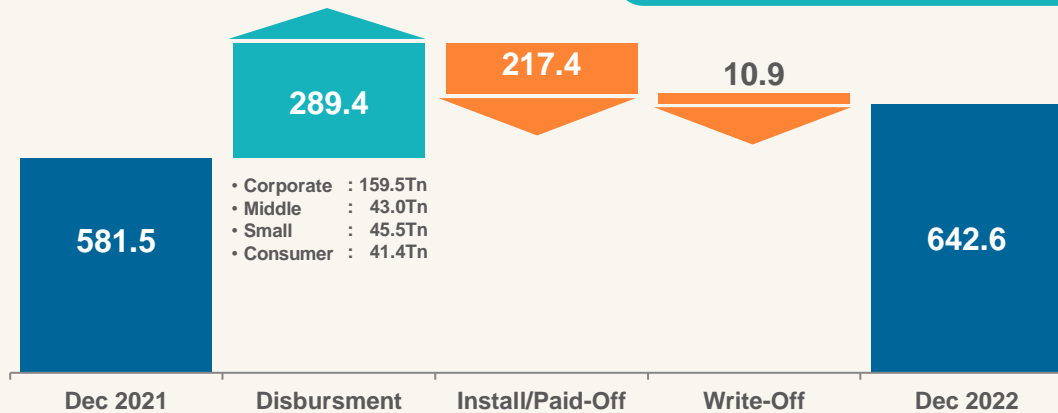 289.4
217.4
10.9
• Corporate : 159.5Tn
• Middle : 43.0Tn
• Small : 45.5Tn
• Consumer : 41.4Tn
581.5
642.6
Dec 2021 Disbursment Install/Paid-Off Write-Off Dec 2022